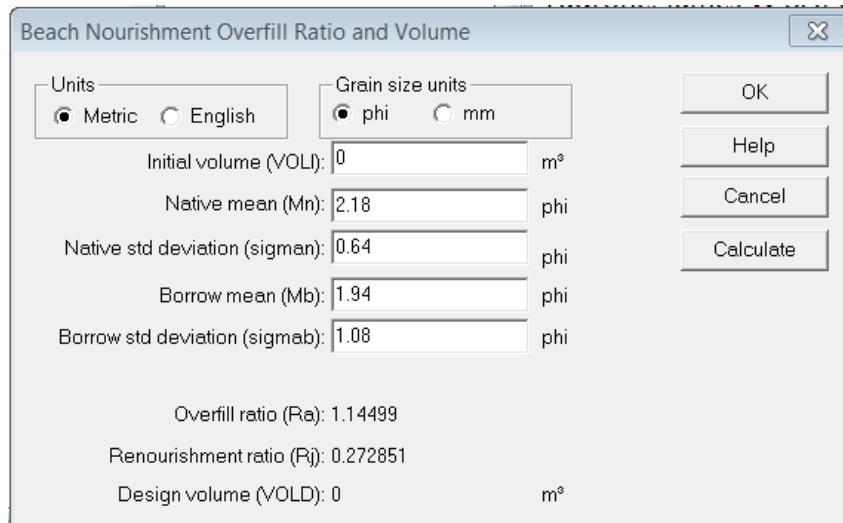 Beach Nourishment Overfill Ratio and Volume
Units
Metric English
Grain size units
phi mm
OK
Initial volume (VOLI): 0 m³
Help
Native mean (Mn): 2.18 phi
Cancel
Native std deviation (sigman): 0.64 phi
Calculate
Borrow mean (Mb): 1.94 phi
Borrow std deviation (sigmab): 1.08 phi
Overfill ratio (Ra): 1.14499
Renourishment ratio (Rj): 0.272851
Design volume (VOLD): 0 m³